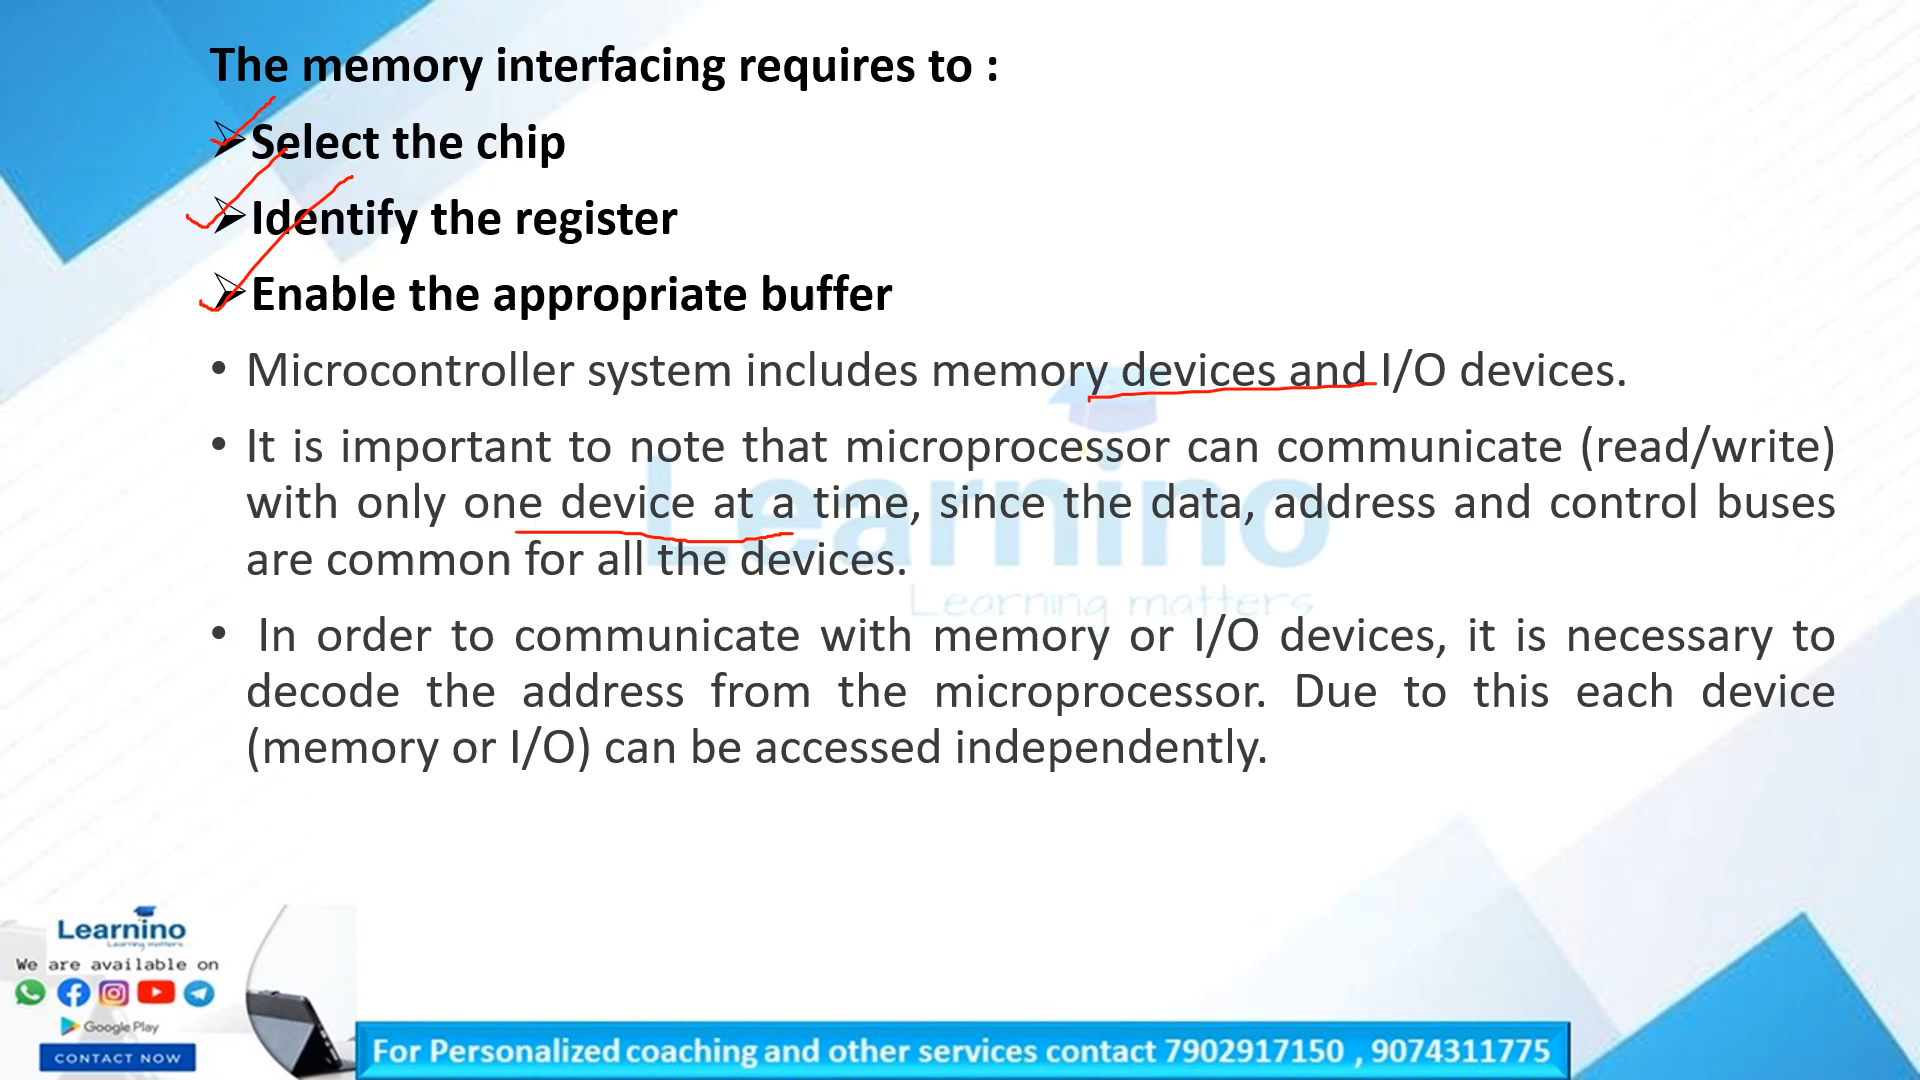 The memory interfacing requires to :
➢Select the chip
➢Identify the register
➢Enable the appropriate buffer
• Microcontroller system includes memory devices and I/O devices.
• It is important to note that microprocessor can communicate (read/write)
with only one device at a time, since the data, address and control buses
are common for all the devices.
• In order to communicate with memory or I/O devices, it is necessary to
decode the address from the microprocessor. Due to this each device
(memory or I/O) can be accessed independently.
Learnino
Learning matters
Learnino
Learning matters
We are available on
Google Play
CONTACT NOW
For Personalized coaching and other services contact 7902917150 , 9074311775